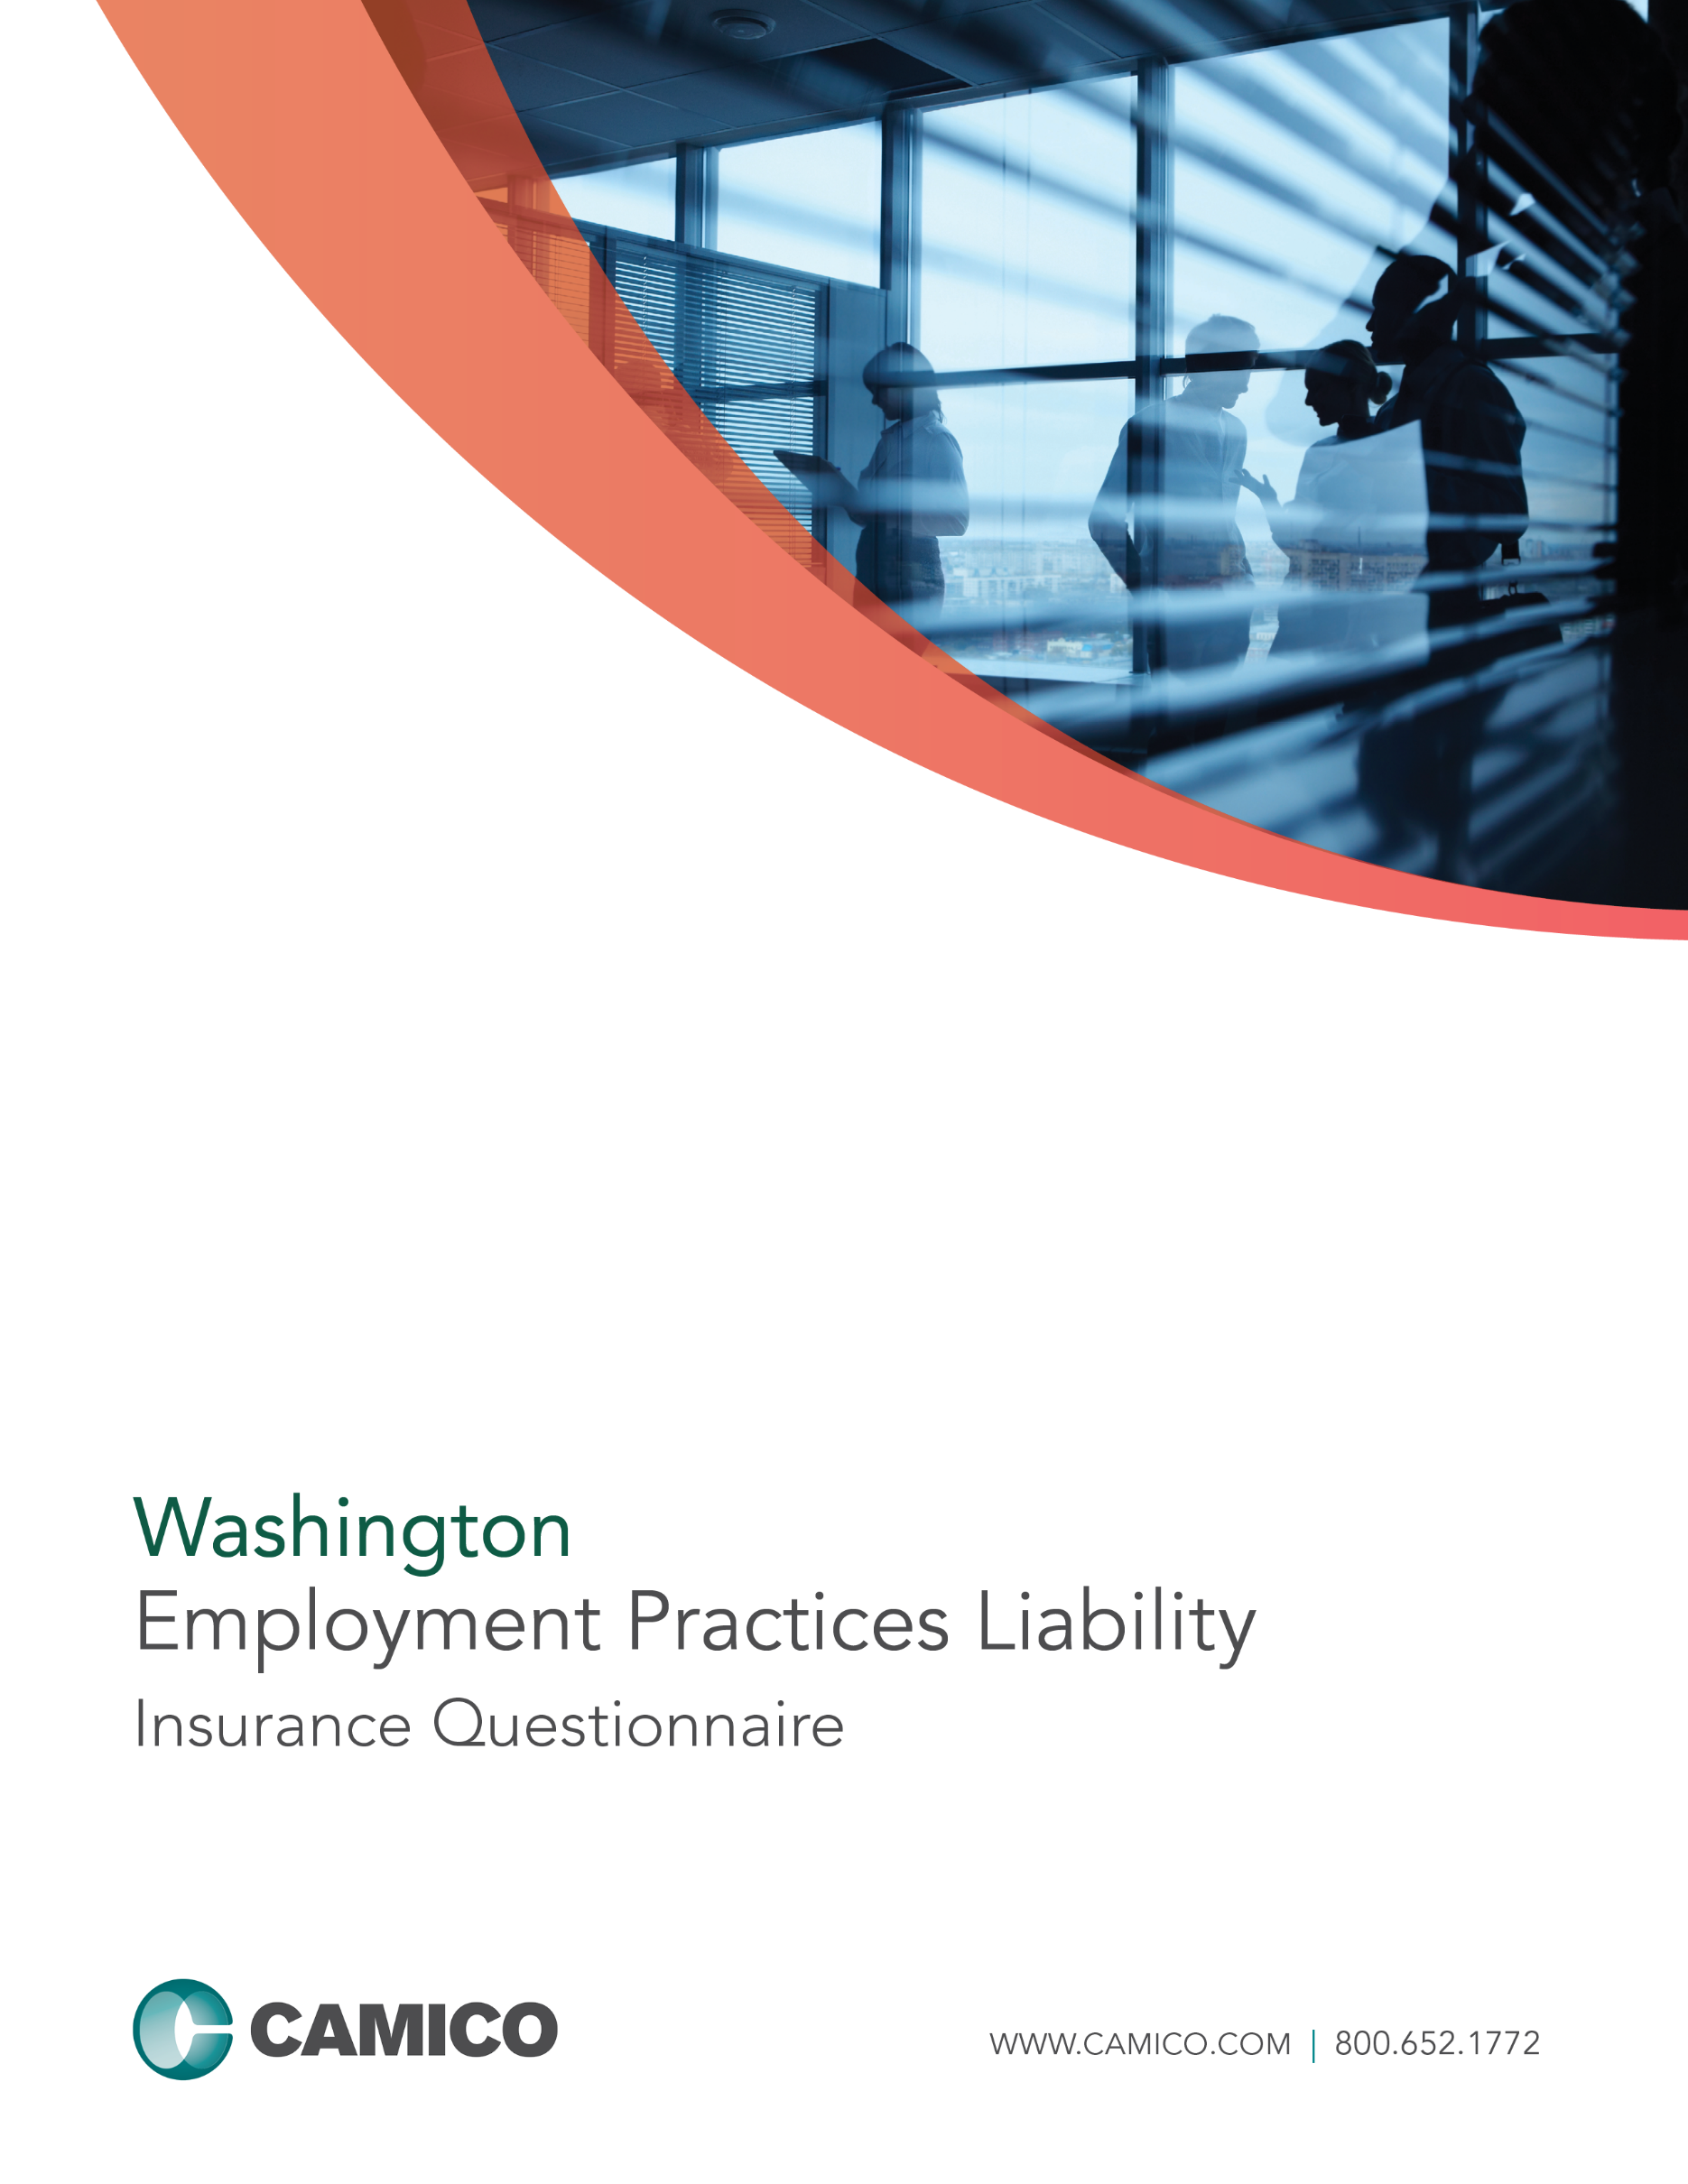 Washington
Employment Practices Liability
Insurance Questionnaire
CAMICO
WWW.CAMICO.COM | 800.652.1772